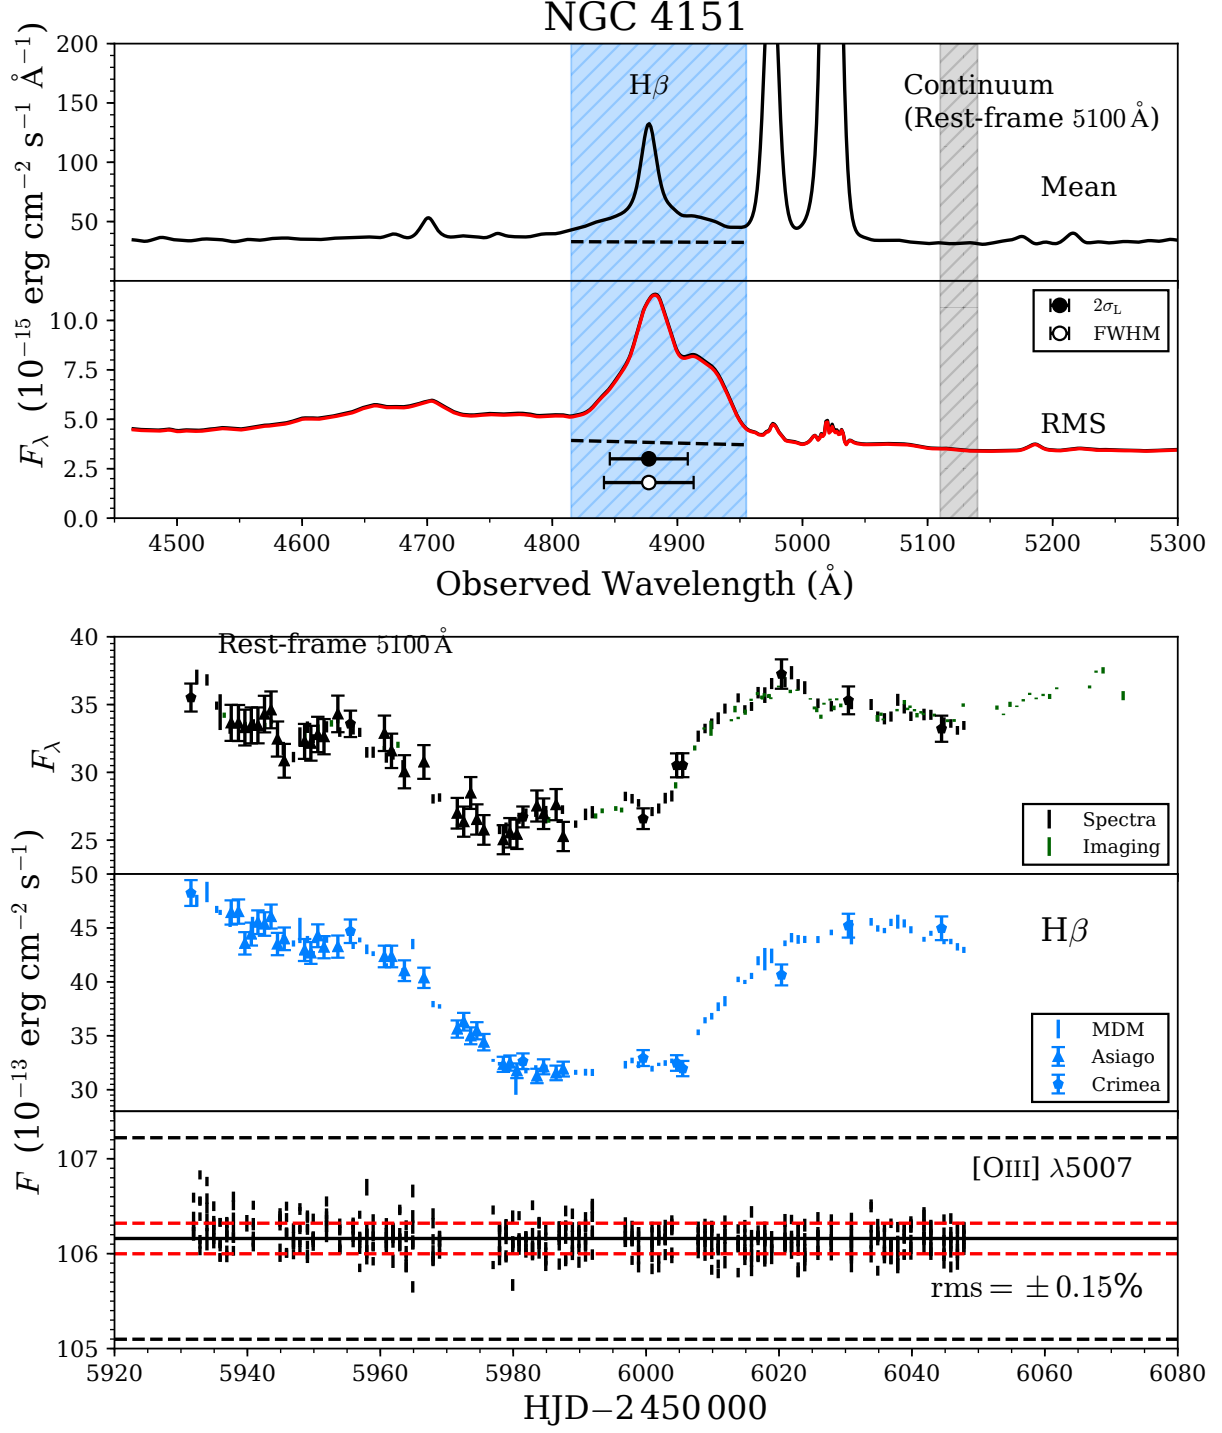 NGC 4151
200
150
100
50
Hβ
Continuum
(Rest-frame 5100 Å)
Mean
10.0
7.5
5.0
2.5
0.0
2σL
FWHM
RMS
Fλ (10−15 erg cm−2 s−1 Å−1)
4500 4600 4700 4800 4900 5000 5100 5200 5300
Observed Wavelength (Å)
40
35
30
25
Rest-frame 5100 Å
Fλ
Spectra
Imaging
50
45
40
35
30
Hβ
MDM
Asiago
Crimea
F (10−13 erg cm−2 s−1)
107
106
105
[OIII] λ5007
rms = ± 0.15%
5920 5940 5960 5980 6000 6020 6040 6060 6080
HJD−2 450 000